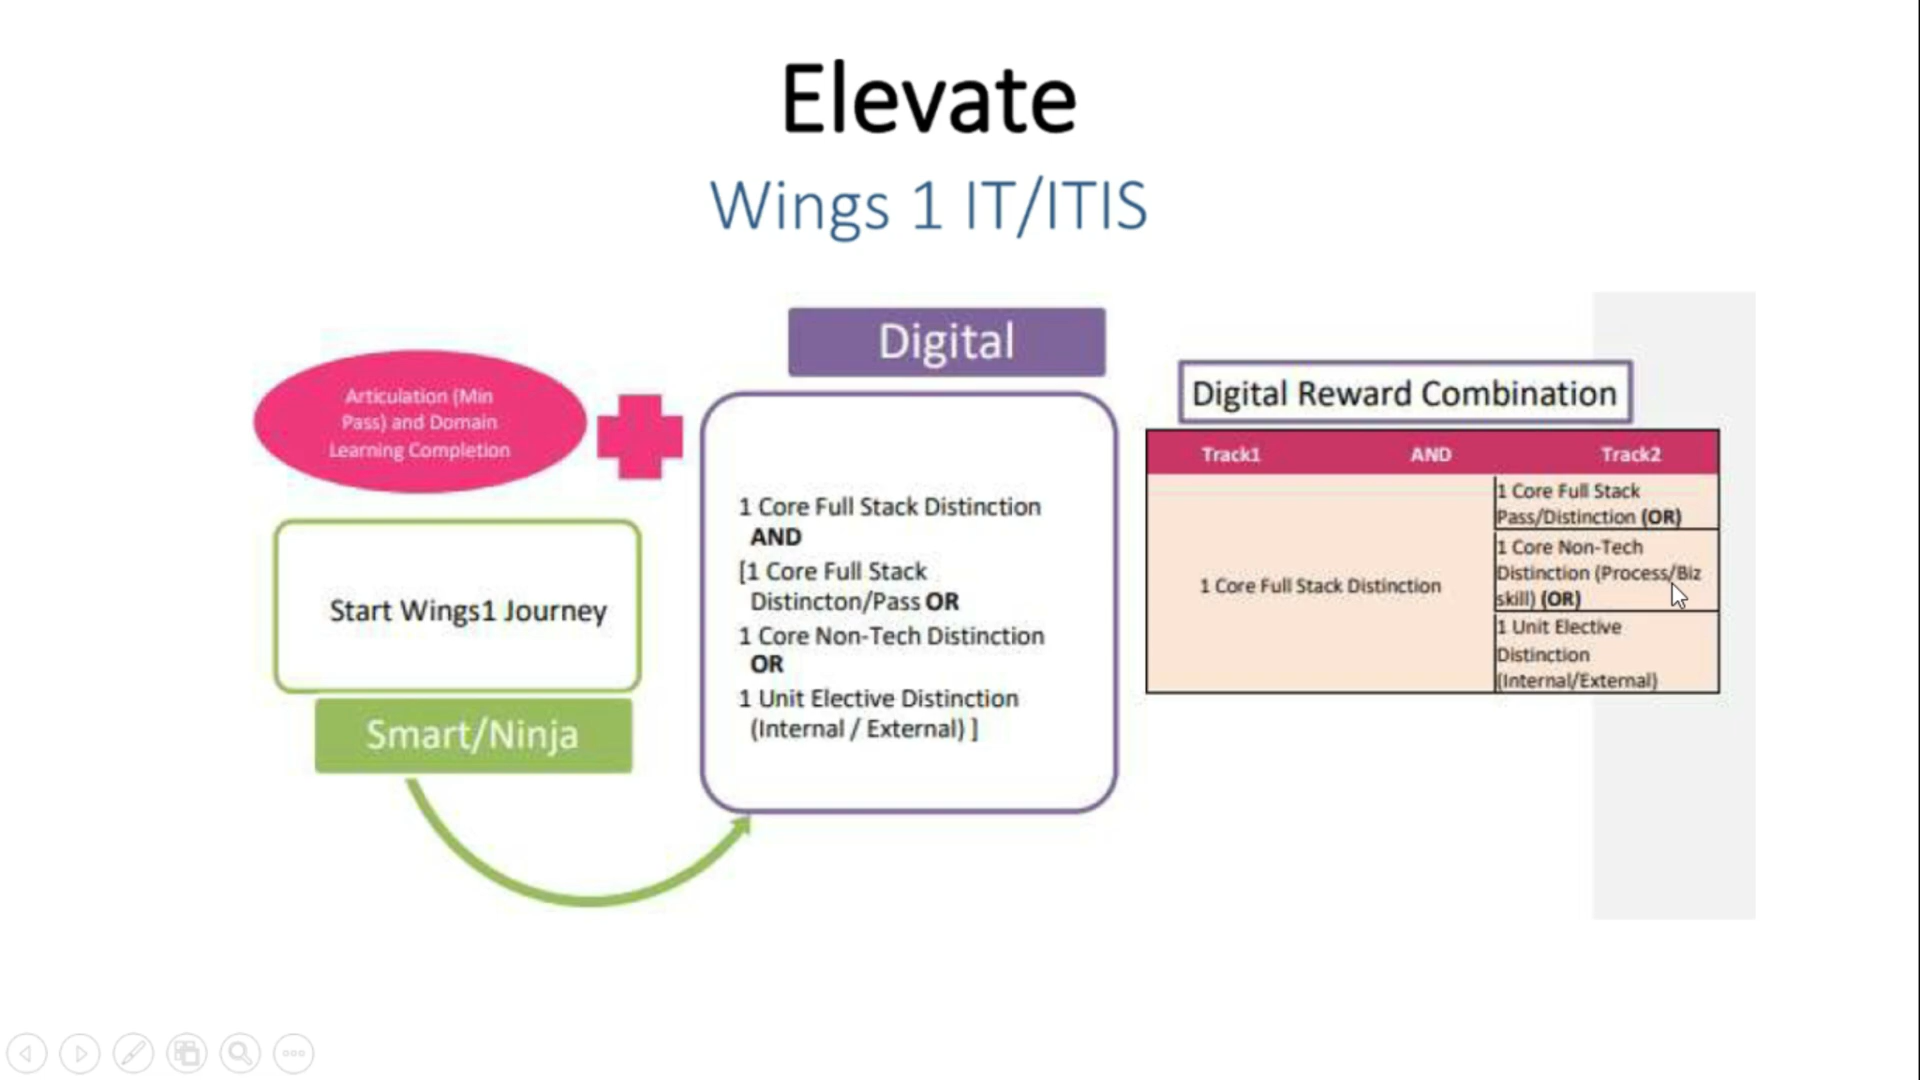 Elevate
Wings 1 IT/ITIS
Articulation (Min
Pass) and Domain
Learning Completion
Start Wings1 Journey
Smart/Ninja
Digital
1 Core Full Stack Distinction
AND
[1 Core Full Stack
Distincton/Pass OR
1 Core Non-Tech Distinction
OR
1 Unit Elective Distinction
(Internal / External) ]
Digital Reward Combination
Track1 AND Track2
1 Core Full Stack Distinction
1 Core Full Stack
Pass/Distinction (OR)
1 Core Non-Tech
Distinction (Process/Biz
skill) (OR)
1 Unit Elective
Distinction
(Internal/External)